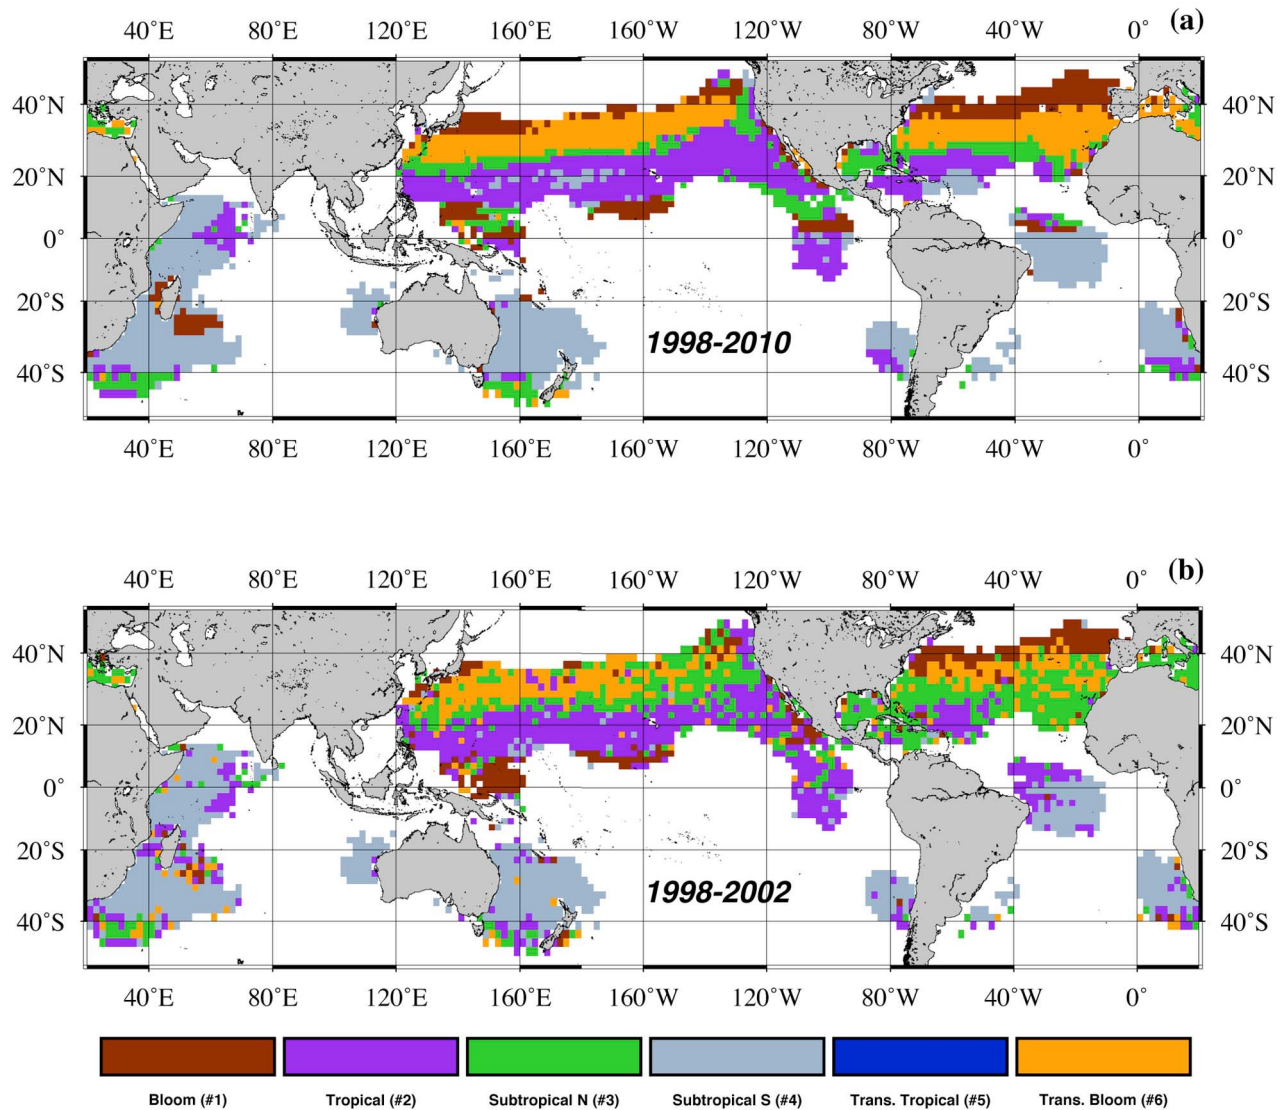 (a)
40°E 80°E 120°E 160°E 160°W 120°W 80°W 40°W 0°
40°N 40°N
20°N 20°N
0° 0°
20°S 20°S
1998-2010
40°S 40°S
40°E 80°E 120°E 160°E 160°W 120°W 80°W 40°W 0°
(b)
40°E 80°E 120°E 160°E 160°W 120°W 80°W 40°W 0°
40°N 40°N
20°N 20°N
0° 0°
20°S 20°S
1998-2002
40°S 40°S
40°E 80°E 120°E 160°E 160°W 120°W 80°W 40°W 0°
Bloom (#1) Tropical (#2) Subtropical N (#3) Subtropical S (#4) Trans. Tropical (#5) Trans. Bloom (#6)